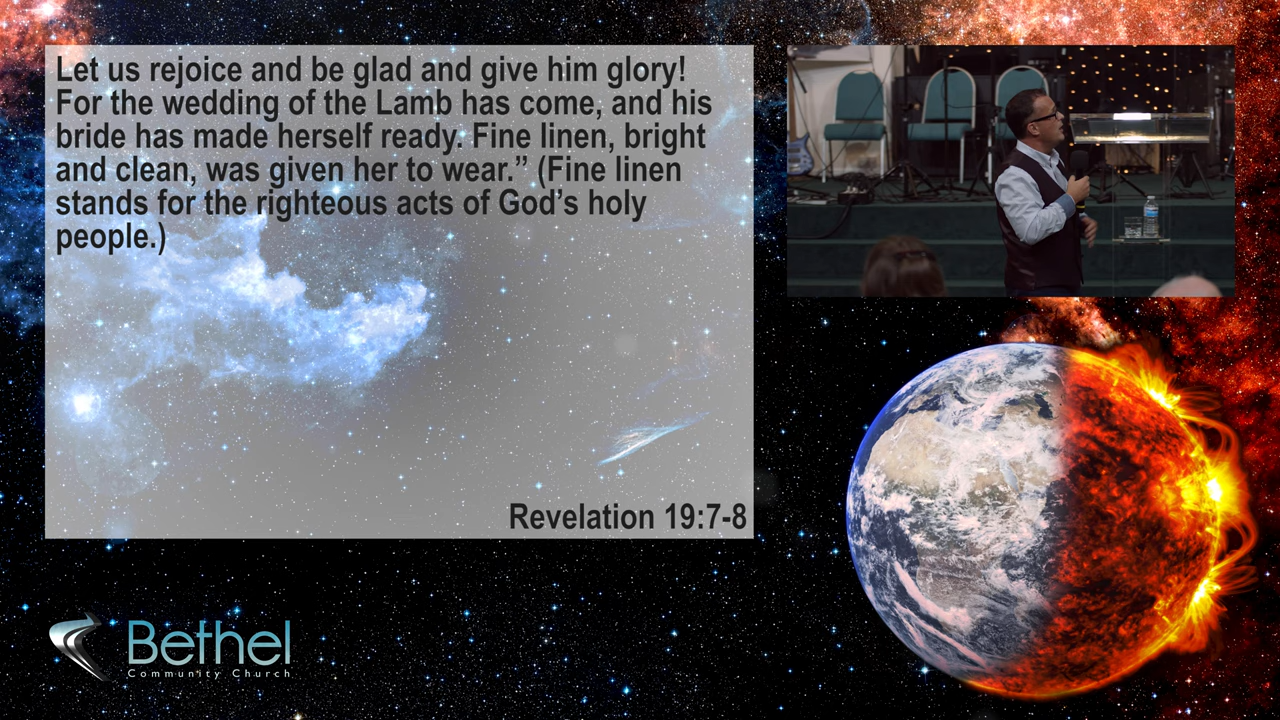 Let us rejoice and be glad and give him glory!
For the wedding of the Lamb has come, and his
bride has made herself ready. Fine linen, bright
and clean, was given her to wear.” (Fine linen
stands for the righteous acts of God’s holy
people.)
Revelation 19:7-8
Bethel
Community Church